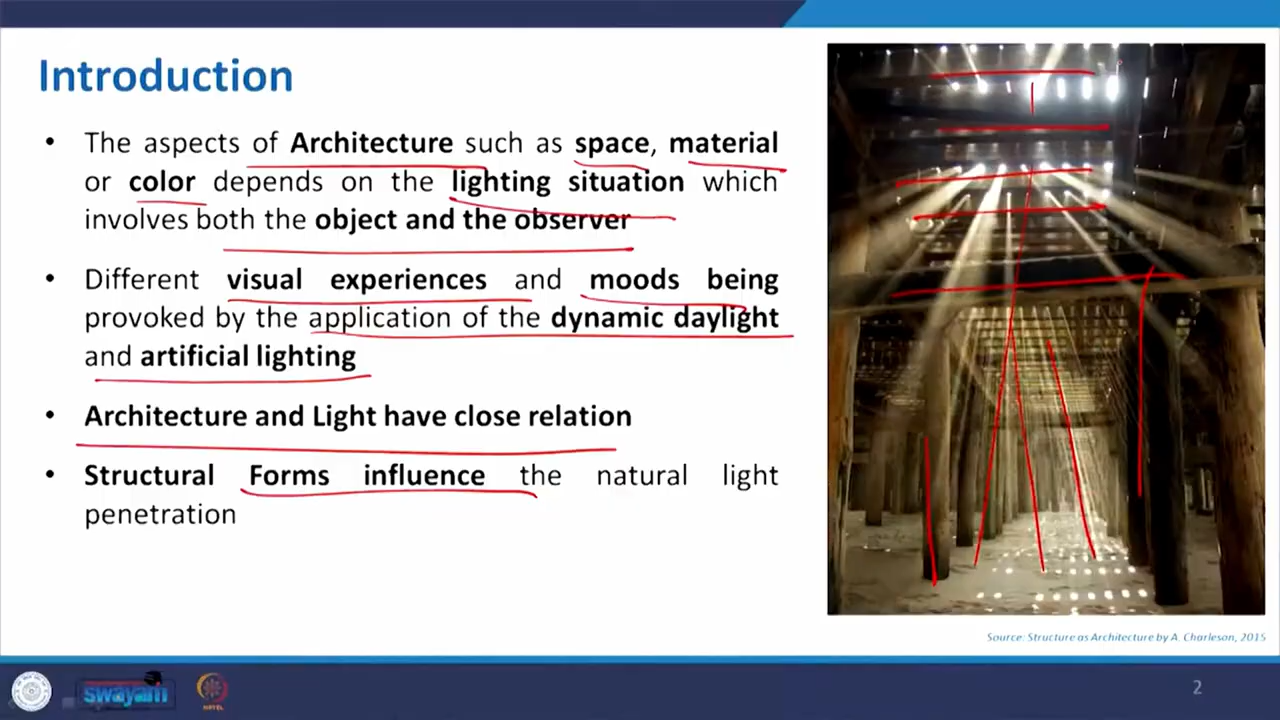 Introduction
• The aspects of Architecture such as space, material
or color depends on the lighting situation which
involves both the object and the observer
• Different visual experiences and moods being
provoked by the application of the dynamic daylight
and artificial lighting
• Architecture and Light have close relation
• Structural Forms influence the natural light
penetration
Source: Structure as Architecture by A. Charleson, 2015
swayam
2